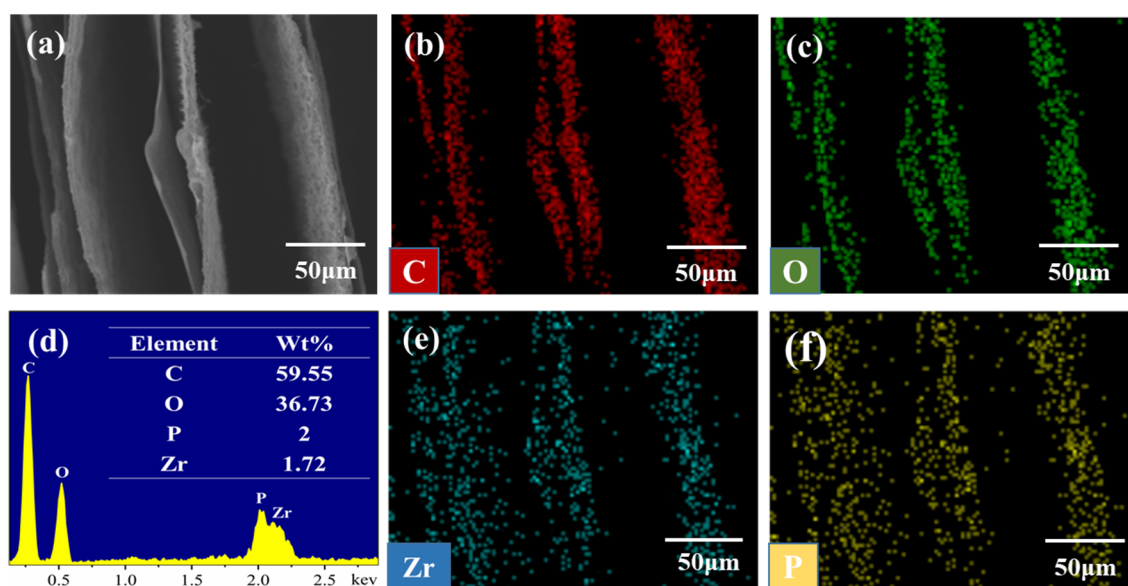 (a)
50μm
(b)
C
50μm
(c)
O
50μm
(d)
Element Wt%
C 59.55
O 36.73
P 2
Zr 1.72
C
O
P
Zr
0.5 1.0 1.5 2.0 2.5 kev
(e)
Zr
50μm
(f)
P
50μm